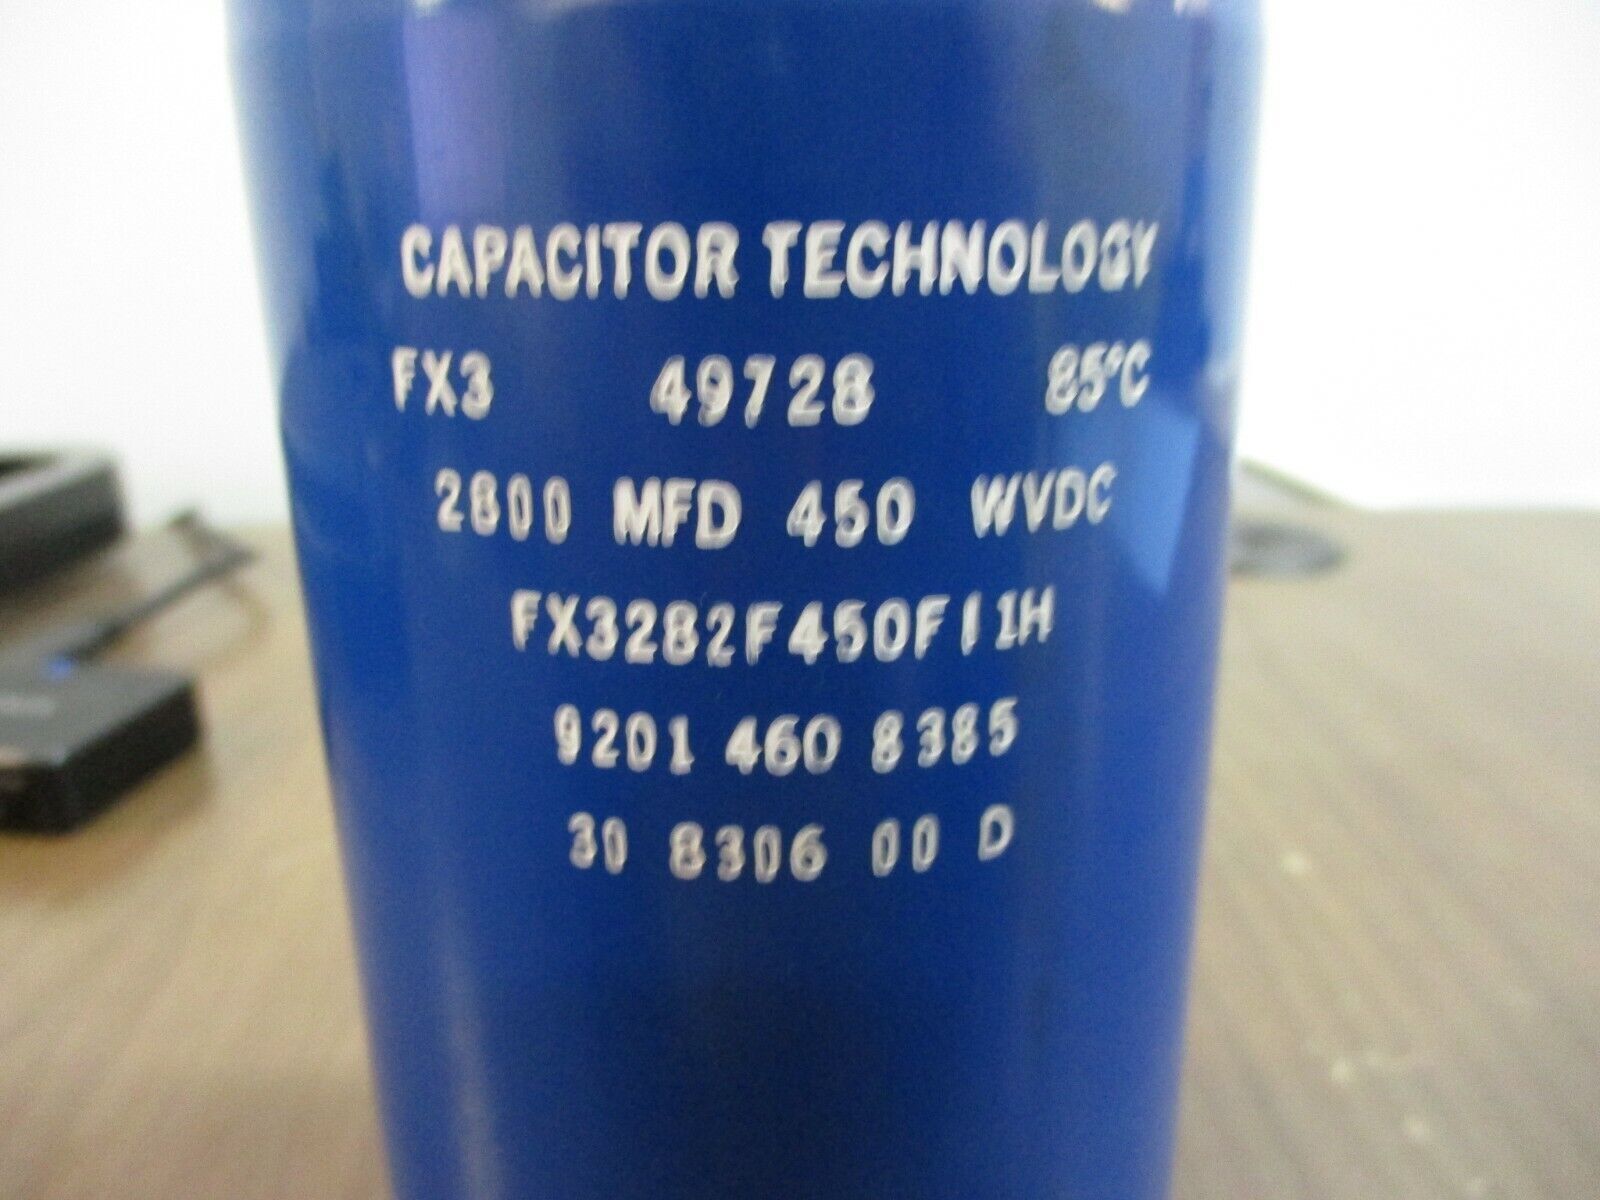 CAPACITOR TECHNOLOGY
FX3 49728 85°C
2800 MFD 450 WVDC
FX3282F450F11H
9201 460 8385
30 8306 00 D